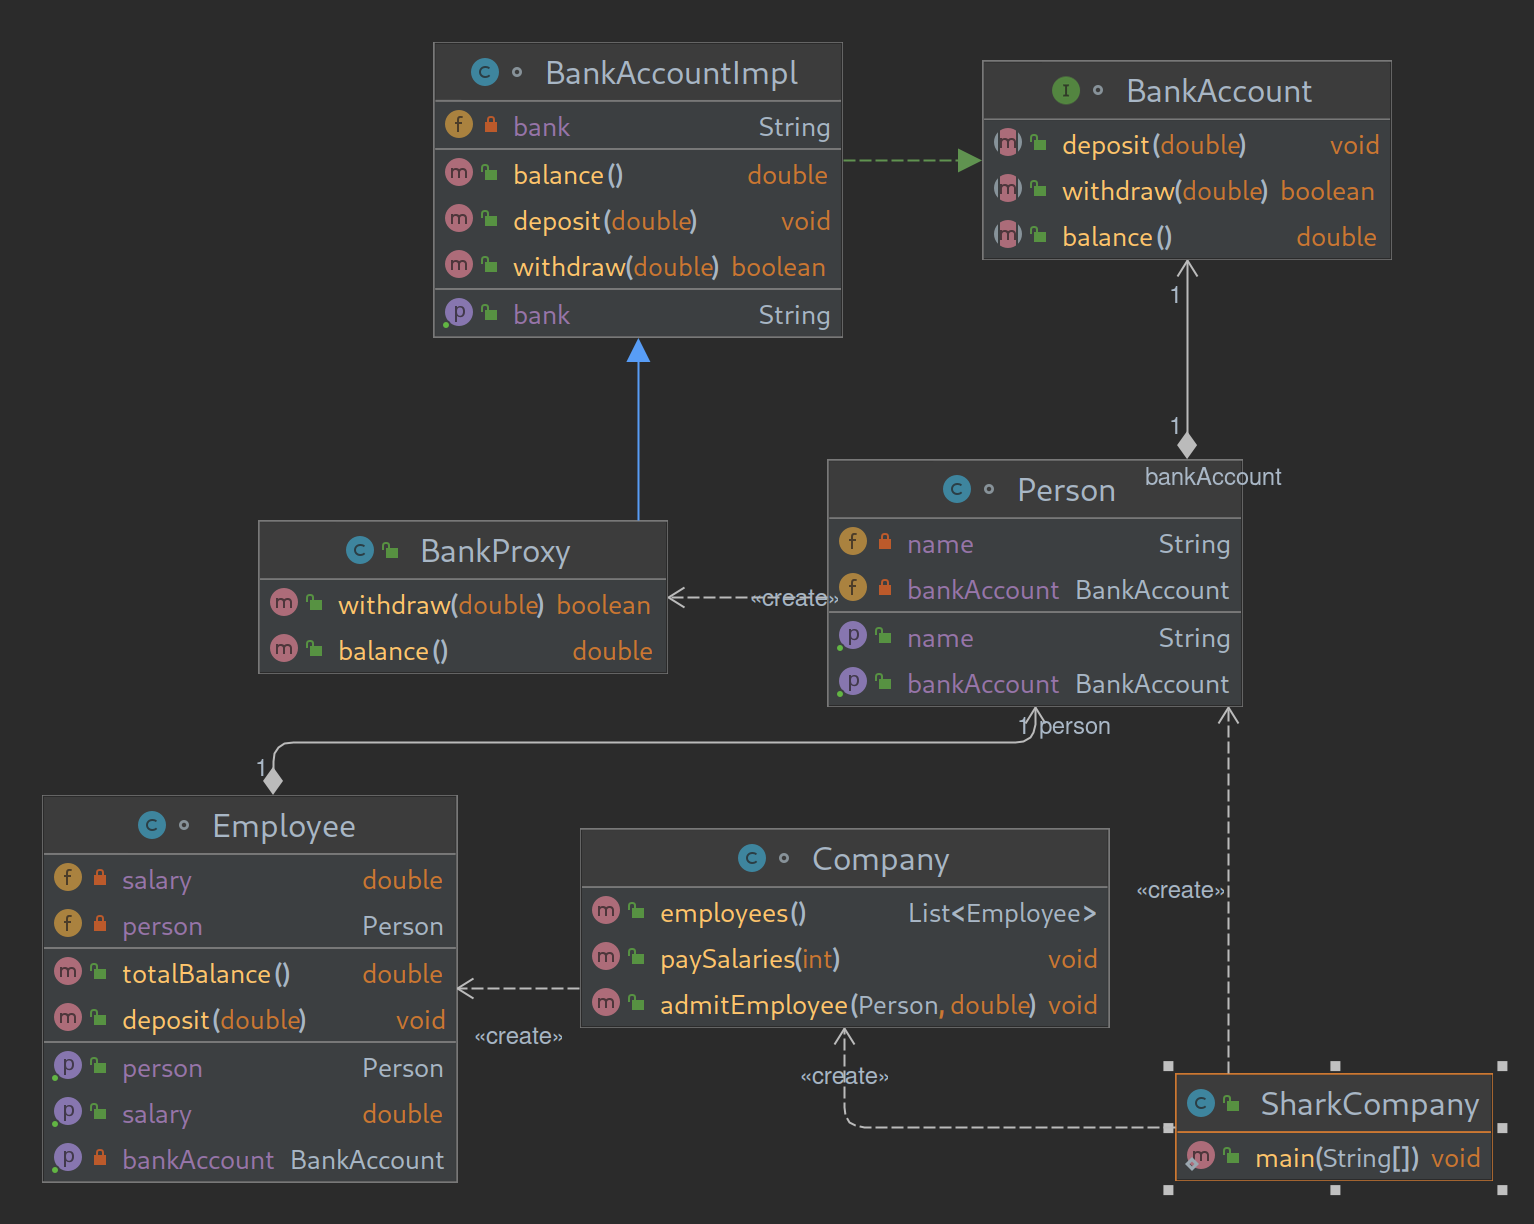 BankAccountImpl
bank String
balance() double
deposit(double) void
withdraw(double) boolean
bank String
BankAccount
deposit(double) void
withdraw(double) boolean
balance() double
1
1
bankAccount
Person
name String
bankAccount BankAccount
name String
bankAccount BankAccount
BankProxy
withdraw(double) boolean
balance() double
«create»
1 person
1
Employee
salary double
person Person
totalBalance() double
deposit(double) void
person Person
salary double
bankAccount BankAccount
Company
employees() List<Employee>
paySalaries(int) void
admitEmployee(Person, double) void
«create»
«create»
«create»
SharkCompany
main(String[]) void